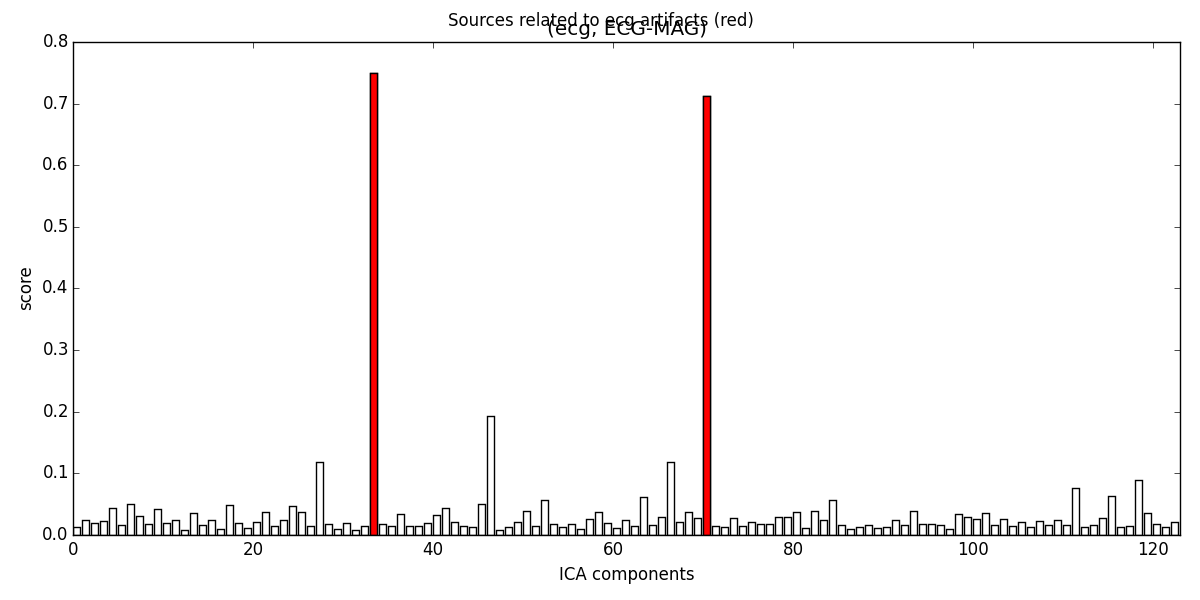 Sources related to ecg artifacts (red)
(ecg, ECG-MAG)
0.8
0.7
0.6
0.5
0.4
0.3
0.2
0.1
0.0
score
0 20 40 60 80 100 120
ICA components